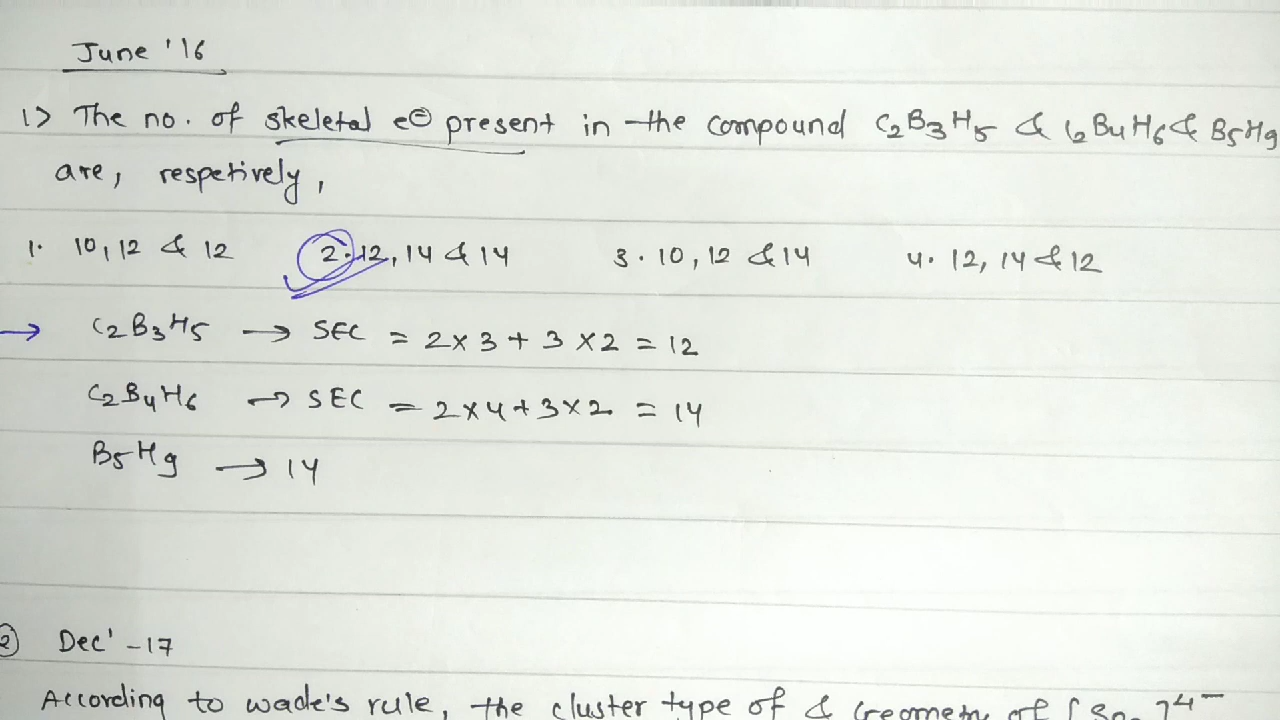 June '16
1> The no. of skeletal e⊖ present in the compound C2B3H5 & C2B4H6 & B5H9
are, respetively,
1. 10, 12 & 12 2. 12, 14 & 14 3. 10, 12 & 14 4. 12, 14 & 12
→ C2B3H5 → SEC = 2 x 3 + 3 x 2 = 12
C2B4H6 → SEC = 2 x 4 + 3 x 2 = 14
B5H9 → 14
② Dec' - 17
According to wade's rule, the cluster type of & Geometry of